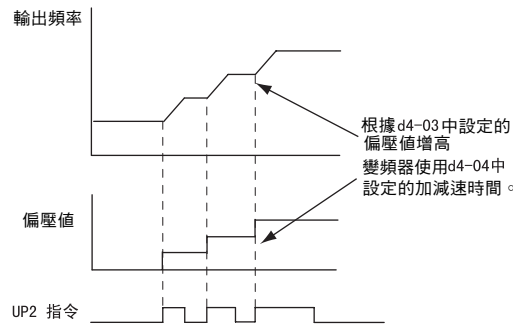 輸出頻率
根據d4-03中設定的
偏壓值增高
變頻器使用d4-04中
設定的加減速時間。
偏壓值
UP2 指令